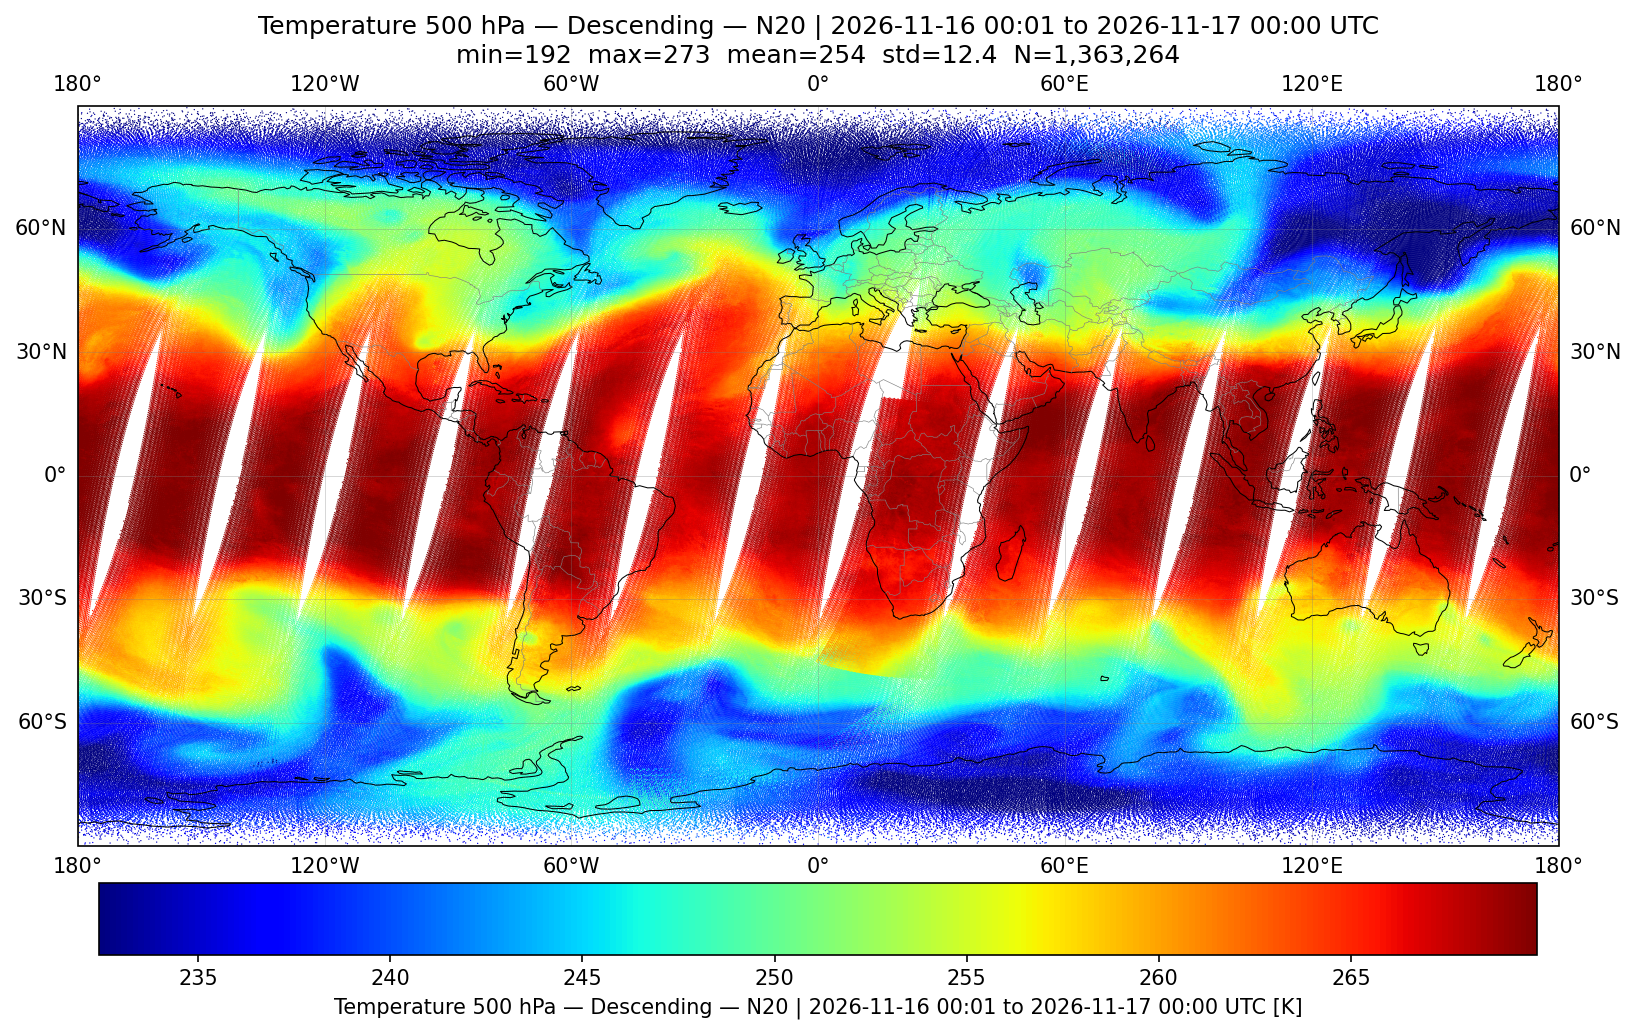 Temperature 500 hPa — Descending — N20 | 2026-11-16 00:01 to 2026-11-17 00:00 UTC
min=192  max=273  mean=254  std=12.4  N=1,363,264
180° 120°W 60°W 0° 60°E 120°E 180°
60°N 60°N
30°N 30°N
0° 0°
30°S 30°S
60°S 60°S
180° 120°W 60°W 0° 60°E 120°E 180°
235 240 245 250 255 260 265
Temperature 500 hPa — Descending — N20 | 2026-11-16 00:01 to 2026-11-17 00:00 UTC [K]